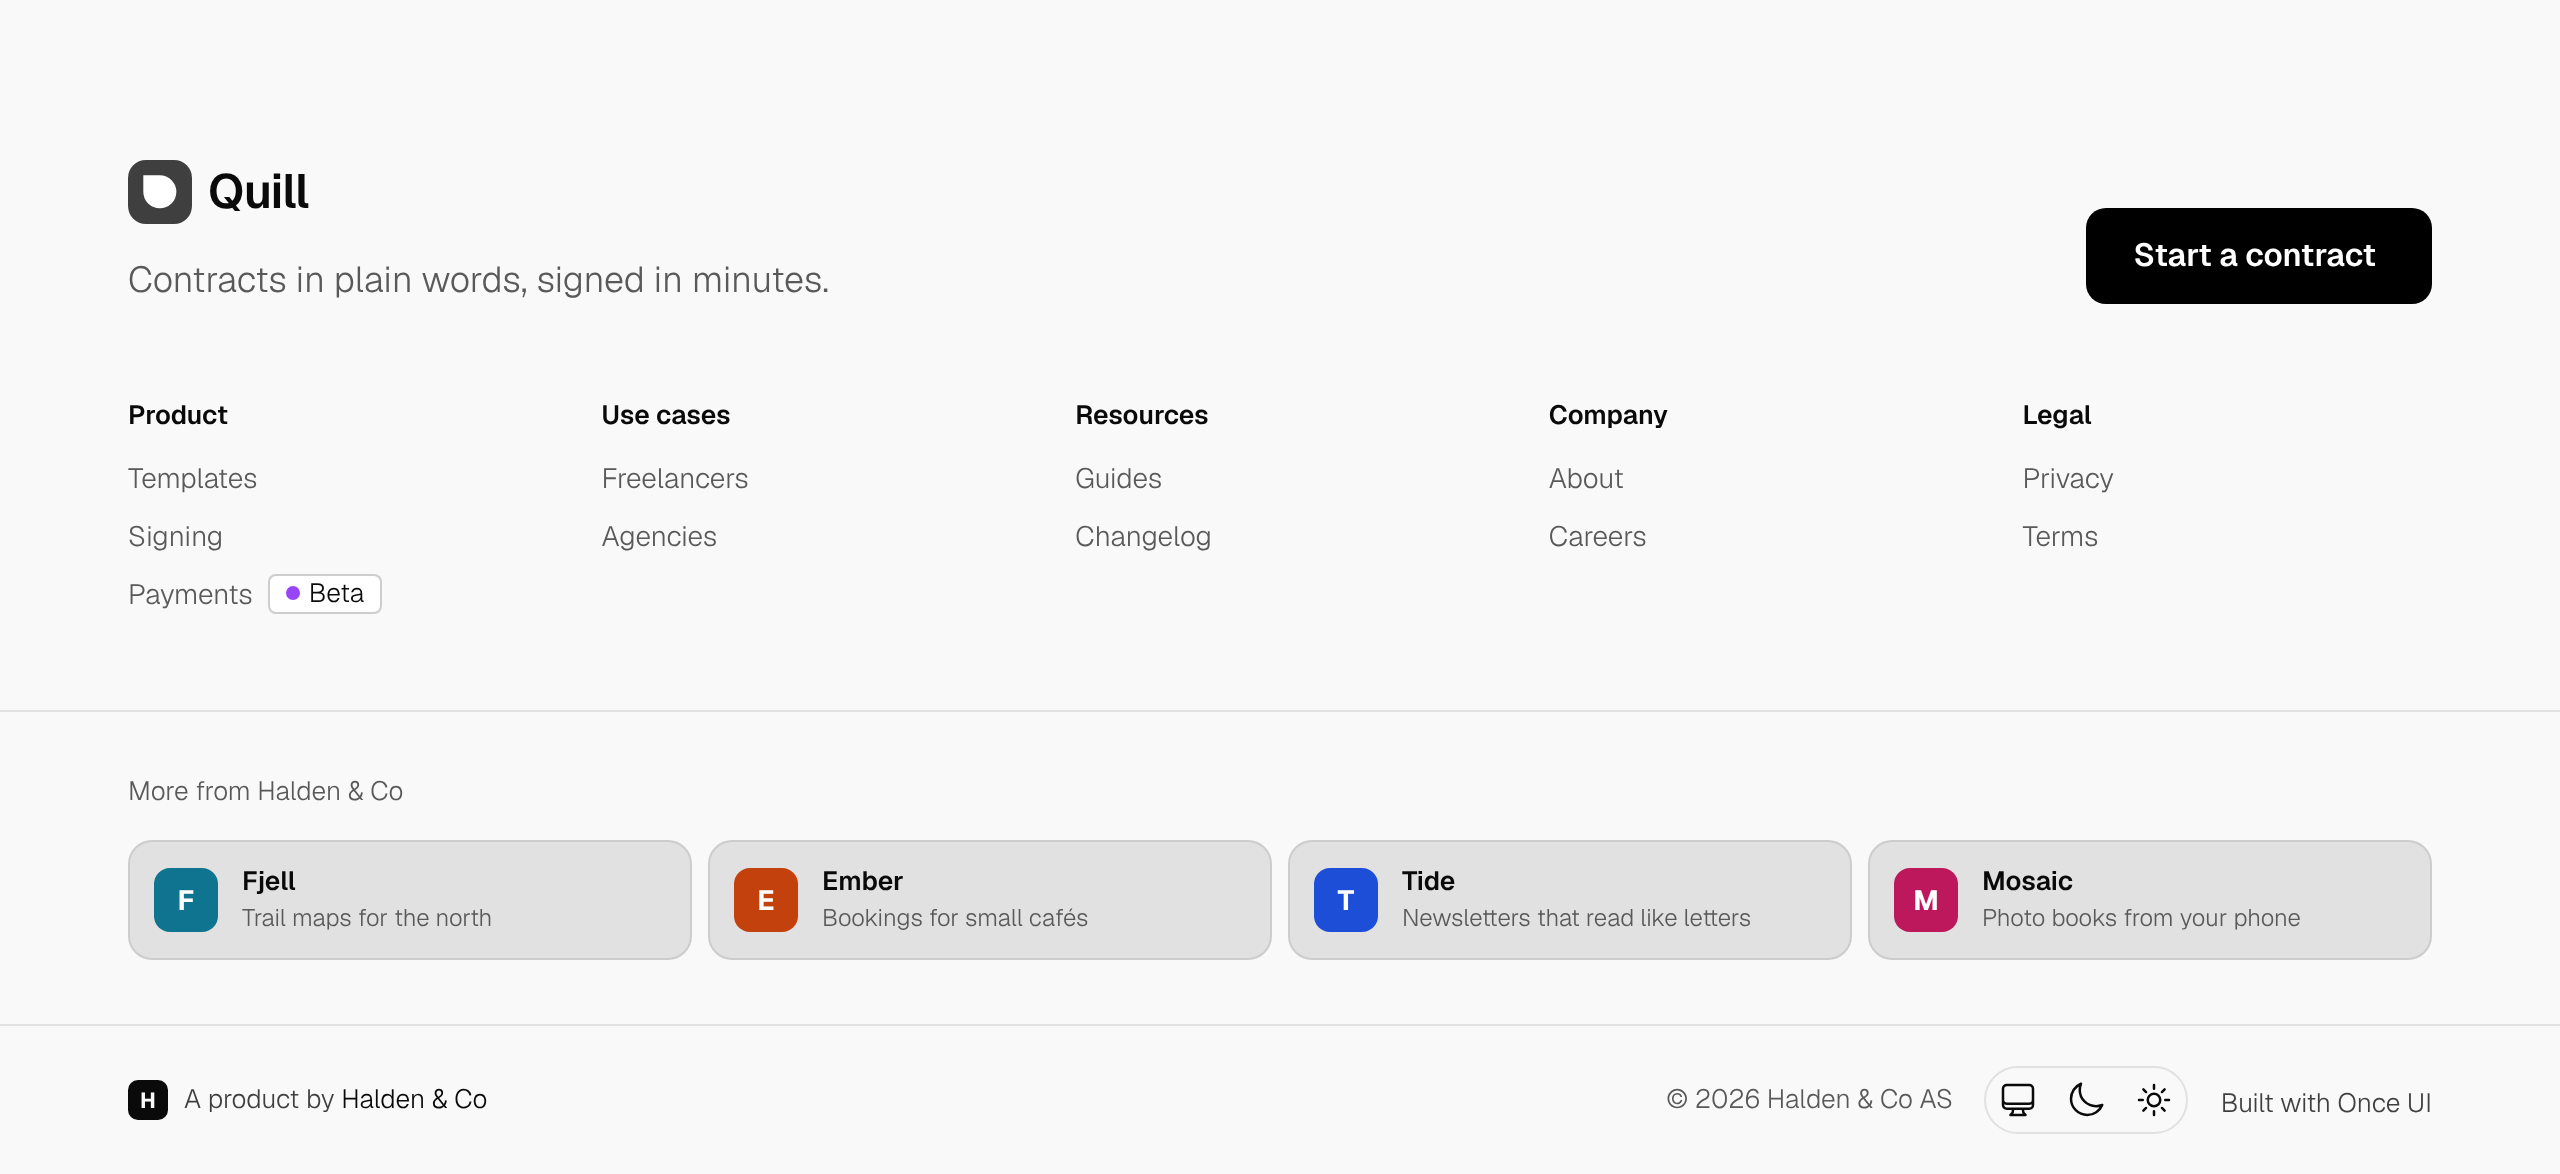 Quill
Contracts in plain words, signed in minutes.
Start a contract
Product
Templates
Signing
Payments
Beta
Use cases
Freelancers
Agencies
Resources
Guides
Changelog
Company
About
Careers
Legal
Privacy
Terms
More from Halden & Co
F
Fjell
Trail maps for the north
E
Ember
Bookings for small cafés
T
Tide
Newsletters that read like letters
M
Mosaic
Photo books from your phone
H
A product by Halden & Co
© 2026 Halden & Co AS
Built with Once UI